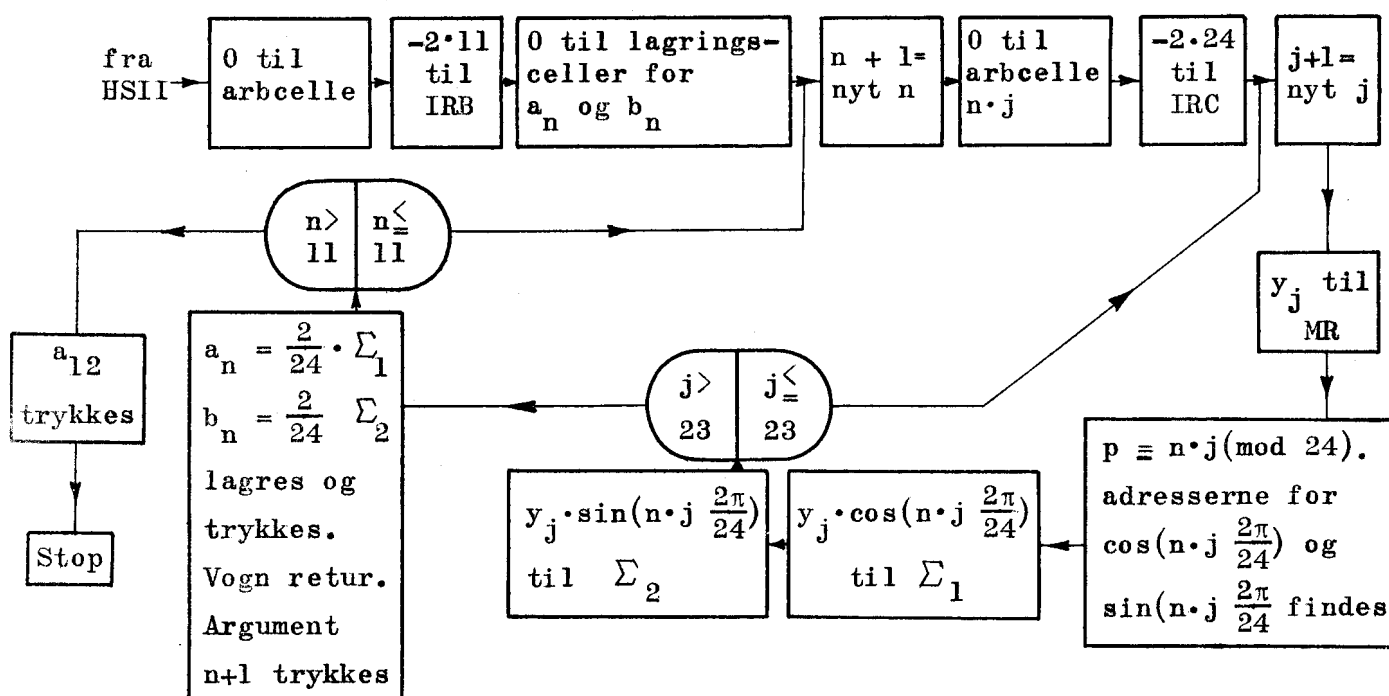 fra
HSII
0 til
arbcelle
-2·11
til
IRB
0 til lagrings-
celler for
a_n og b_n
n + 1=
nyt n
0 til
arbcelle
n·j
-2.24
til
IRC
j+1=
nyt j
y_j til
MR
p ≡ n·j(mod 24).
adresserne for
cos(n·j 2π/24) og
sin(n·j 2π/24 findes
y_j·cos(n·j 2π/24)
til Σ_1
y_j·sin(n·j 2π/24)
til Σ_2
j>
23
j≤
23
a_n = 2/24 · Σ_1
b_n = 2/24 Σ_2
lagres og
trykkes.
Vogn retur.
Argument
n+1 trykkes
n>
11
n≤
11
a_12
trykkes
Stop